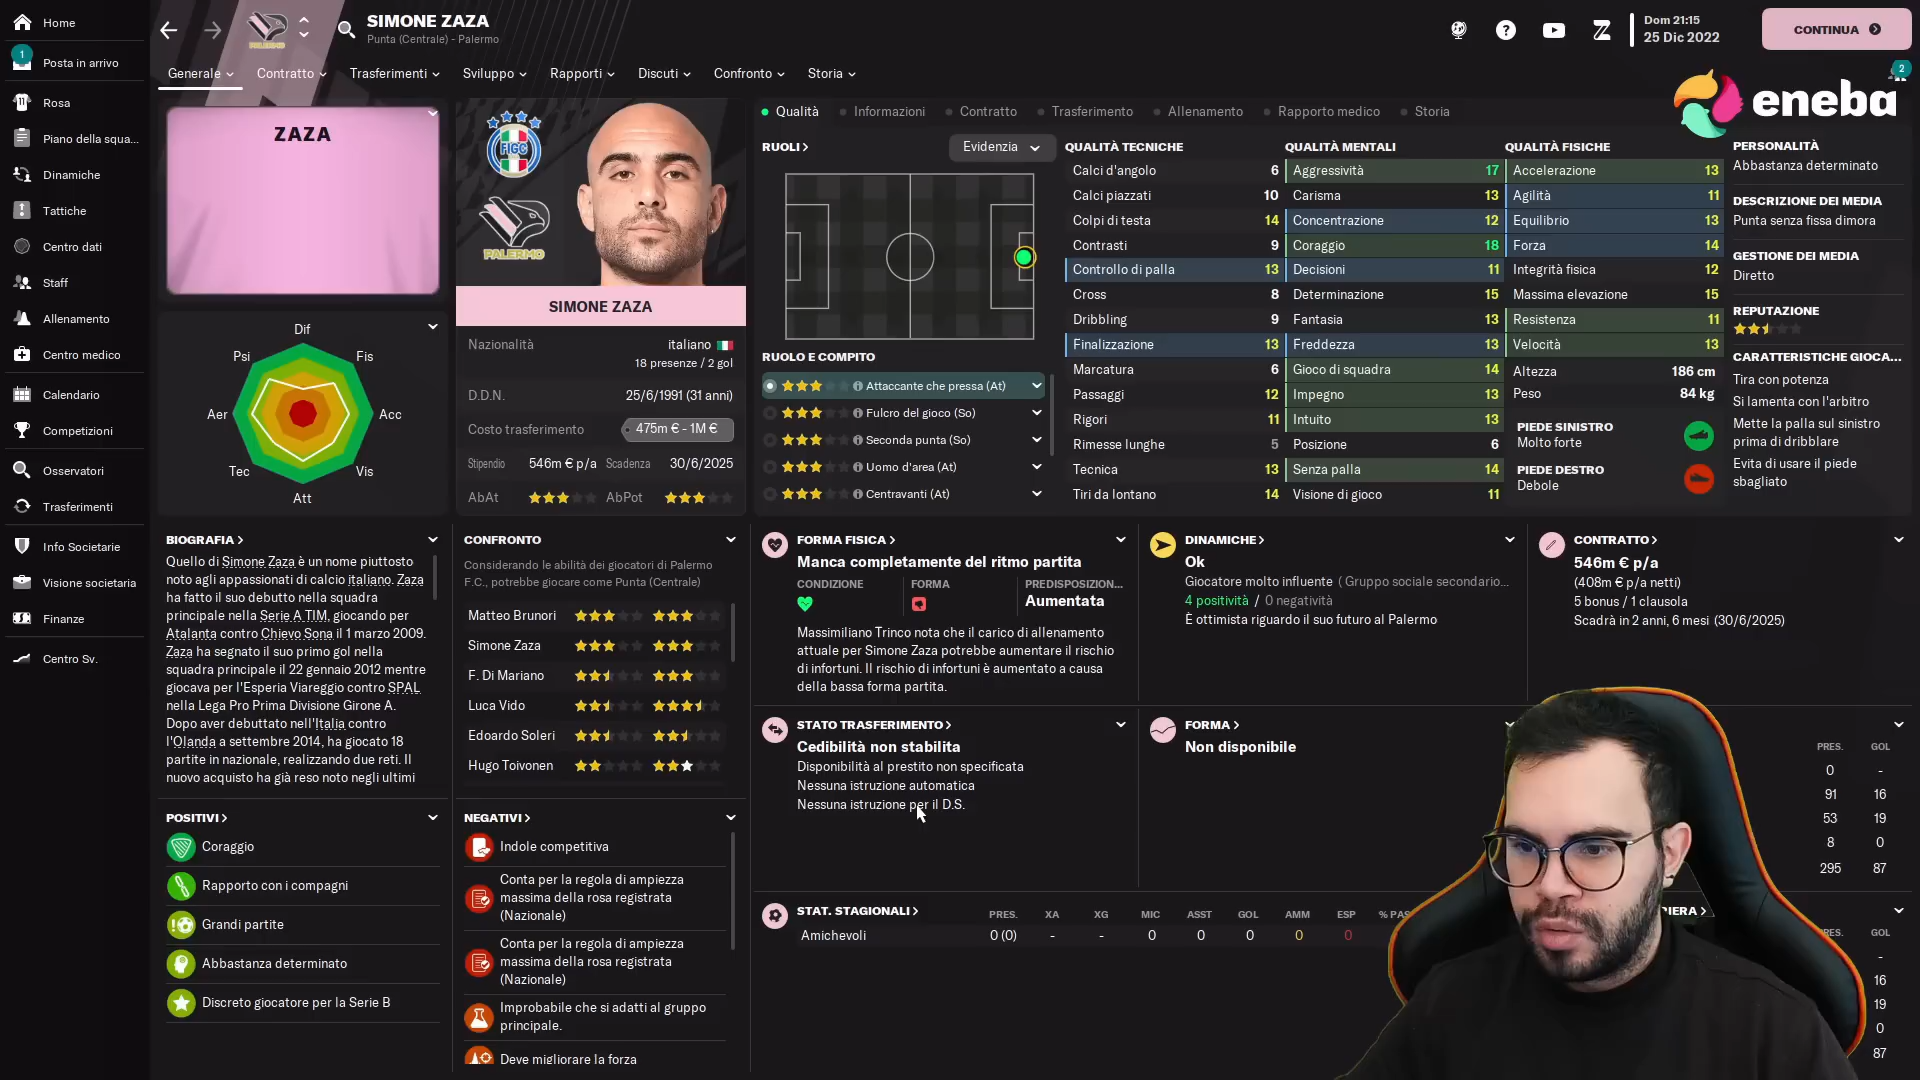 Home
1
Posta in arrivo
Rosa
Piano della squa...
Dinamiche
Tattiche
Centro dati
Staff
Allenamento
Centro medico
Calendario
Competizioni
Osservatori
Trasferimenti
Info Societarie
Visione societaria
Finanze
Centro Sv.
PALERMO
SIMONE ZAZA
Punta (Centrale) - Palermo
Dom 21:15
25 Dic 2022
CONTINUA
2
eneba
Generale
Contratto
Trasferimenti
Sviluppo
Rapporti
Discuti
Confronto
Storia
ZAZA
Dif
Fis
Acc
Vis
Att
Tec
Aer
Psi
FIGC
PALERMO
SIMONE ZAZA
Nazionalità italiano
18 presenze / 2 gol
D.D.N. 25/6/1991 (31 anni)
Costo trasferimento 475m € - 1M €
Stipendio 546m € p/a Scadenza 30/6/2025
AbAt AbPot
Qualità Informazioni Contratto Trasferimento Allenamento Rapporto medico Storia
RUOLI
Evidenzia
RUOLO E COMPITO
Attaccante che pressa (At)
Fulcro del gioco (So)
Seconda punta (So)
Uomo d'area (At)
Centravanti (At)
QUALITÀ TECNICHE
Calci d'angolo 6
Calci piazzati 10
Colpi di testa 14
Contrasti 9
Controllo di palla 13
Cross 8
Dribbling 9
Finalizzazione 13
Marcatura 6
Passaggi 12
Rigori 11
Rimesse lunghe 5
Tecnica 13
Tiri da lontano 14
QUALITÀ MENTALI
Aggressività 17
Carisma 13
Concentrazione 12
Coraggio 18
Decisioni 11
Determinazione 15
Fantasia 13
Freddezza 13
Gioco di squadra 14
Impegno 13
Intuito 13
Posizione 6
Senza palla 14
Visione di gioco 11
QUALITÀ FISICHE
Accelerazione 13
Agilità 11
Equilibrio 13
Forza 14
Integrità fisica 12
Massima elevazione 15
Resistenza 11
Velocità 13
Altezza 186 cm
Peso 84 kg
PIEDE SINISTRO
Molto forte
PIEDE DESTRO
Debole
PERSONALITÀ
Abbastanza determinato
DESCRIZIONE DEI MEDIA
Punta senza fissa dimora
GESTIONE DEI MEDIA
Diretto
REPUTAZIONE
CARATTERISTICHE GIOCA...
Tira con potenza
Si lamenta con l'arbitro
Mette la palla sul sinistro
prima di dribblare
Evita di usare il piede
sbagliato
BIOGRAFIA
Quello di Simone Zaza è un nome piuttosto
noto agli appassionati di calcio italiano. Zaza
ha fatto il suo debutto nella squadra
principale nella Serie A TIM, giocando per
Atalanta contro Chievo Sona il 1 marzo 2009.
Zaza ha segnato il suo primo gol nella
squadra principale il 22 gennaio 2012 mentre
giocava per l'Esperia Viareggio contro SPAL
nella Lega Pro Prima Divisione Girone A.
Dopo aver debuttato nell'Italia contro
l'Olanda a settembre 2014, ha giocato 18
partite in nazionale, realizzando due reti. Il
nuovo acquisto ha già reso noto negli ultimi
CONFRONTO
Considerando le abilità dei giocatori di Palermo
F.C., potrebbe giocare come Punta (Centrale)
Matteo Brunori
Simone Zaza
F. Di Mariano
Luca Vido
Edoardo Soleri
Hugo Toivonen
POSITIVI
Coraggio
Rapporto con i compagni
Grandi partite
Abbastanza determinato
Discreto giocatore per la Serie B
NEGATIVI
Indole competitiva
Conta per la regola di ampiezza
massima della rosa registrata
(Nazionale)
Conta per la regola di ampiezza
massima della rosa registrata
(Nazionale)
Improbabile che si adatti al gruppo
principale.
Deve migliorare la forza
FORMA FISICA
Manca completamente del ritmo partita
CONDIZIONE FORMA PREDISPOSIZION...
Aumentata
Massimiliano Trinco nota che il carico di allenamento
attuale per Simone Zaza potrebbe aumentare il rischio
di infortuni. Il rischio di infortuni è aumentato a causa
della bassa forma partita.
DINAMICHE
Ok
Giocatore molto influente ( Gruppo sociale secondario...
4 positività / 0 negatività
È ottimista riguardo il suo futuro al Palermo
CONTRATTO
546m € p/a
(408m € p/a netti)
5 bonus / 1 clausola
Scadrà in 2 anni, 6 mesi (30/6/2025)
STATO TRASFERIMENTO
Cedibilità non stabilita
Disponibilità al prestito non specificata
Nessuna istruzione automatica
Nessuna istruzione per il D.S.
FORMA
Non disponibile
PRES. GOL
0 -
91 16
53 19
8 0
295 87
STAT. STAGIONALI PRES. XA XG MIC ASST GOL AMM ESP % PAS
Amichevoli 0 (0) - - 0 0 0 0 0
RIERA
PRES. GOL
-
16
19
0
87